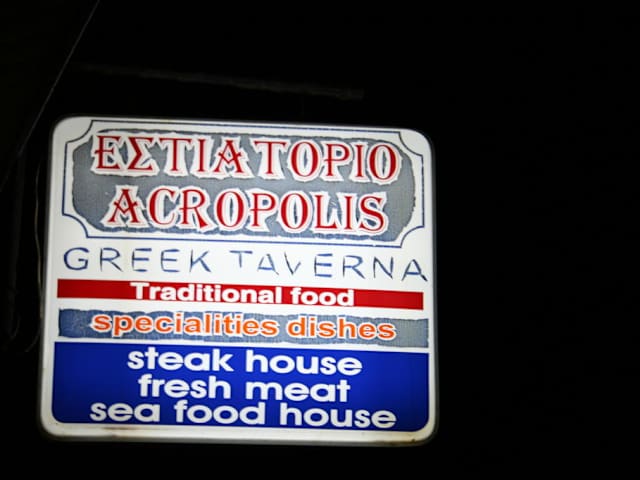 ΕΣΤΙΑΤΟΡΙΟ
ACROPOLIS
GREEK TAVERNA
Traditional food
specialities dishes
steak house
fresh meat
sea food house